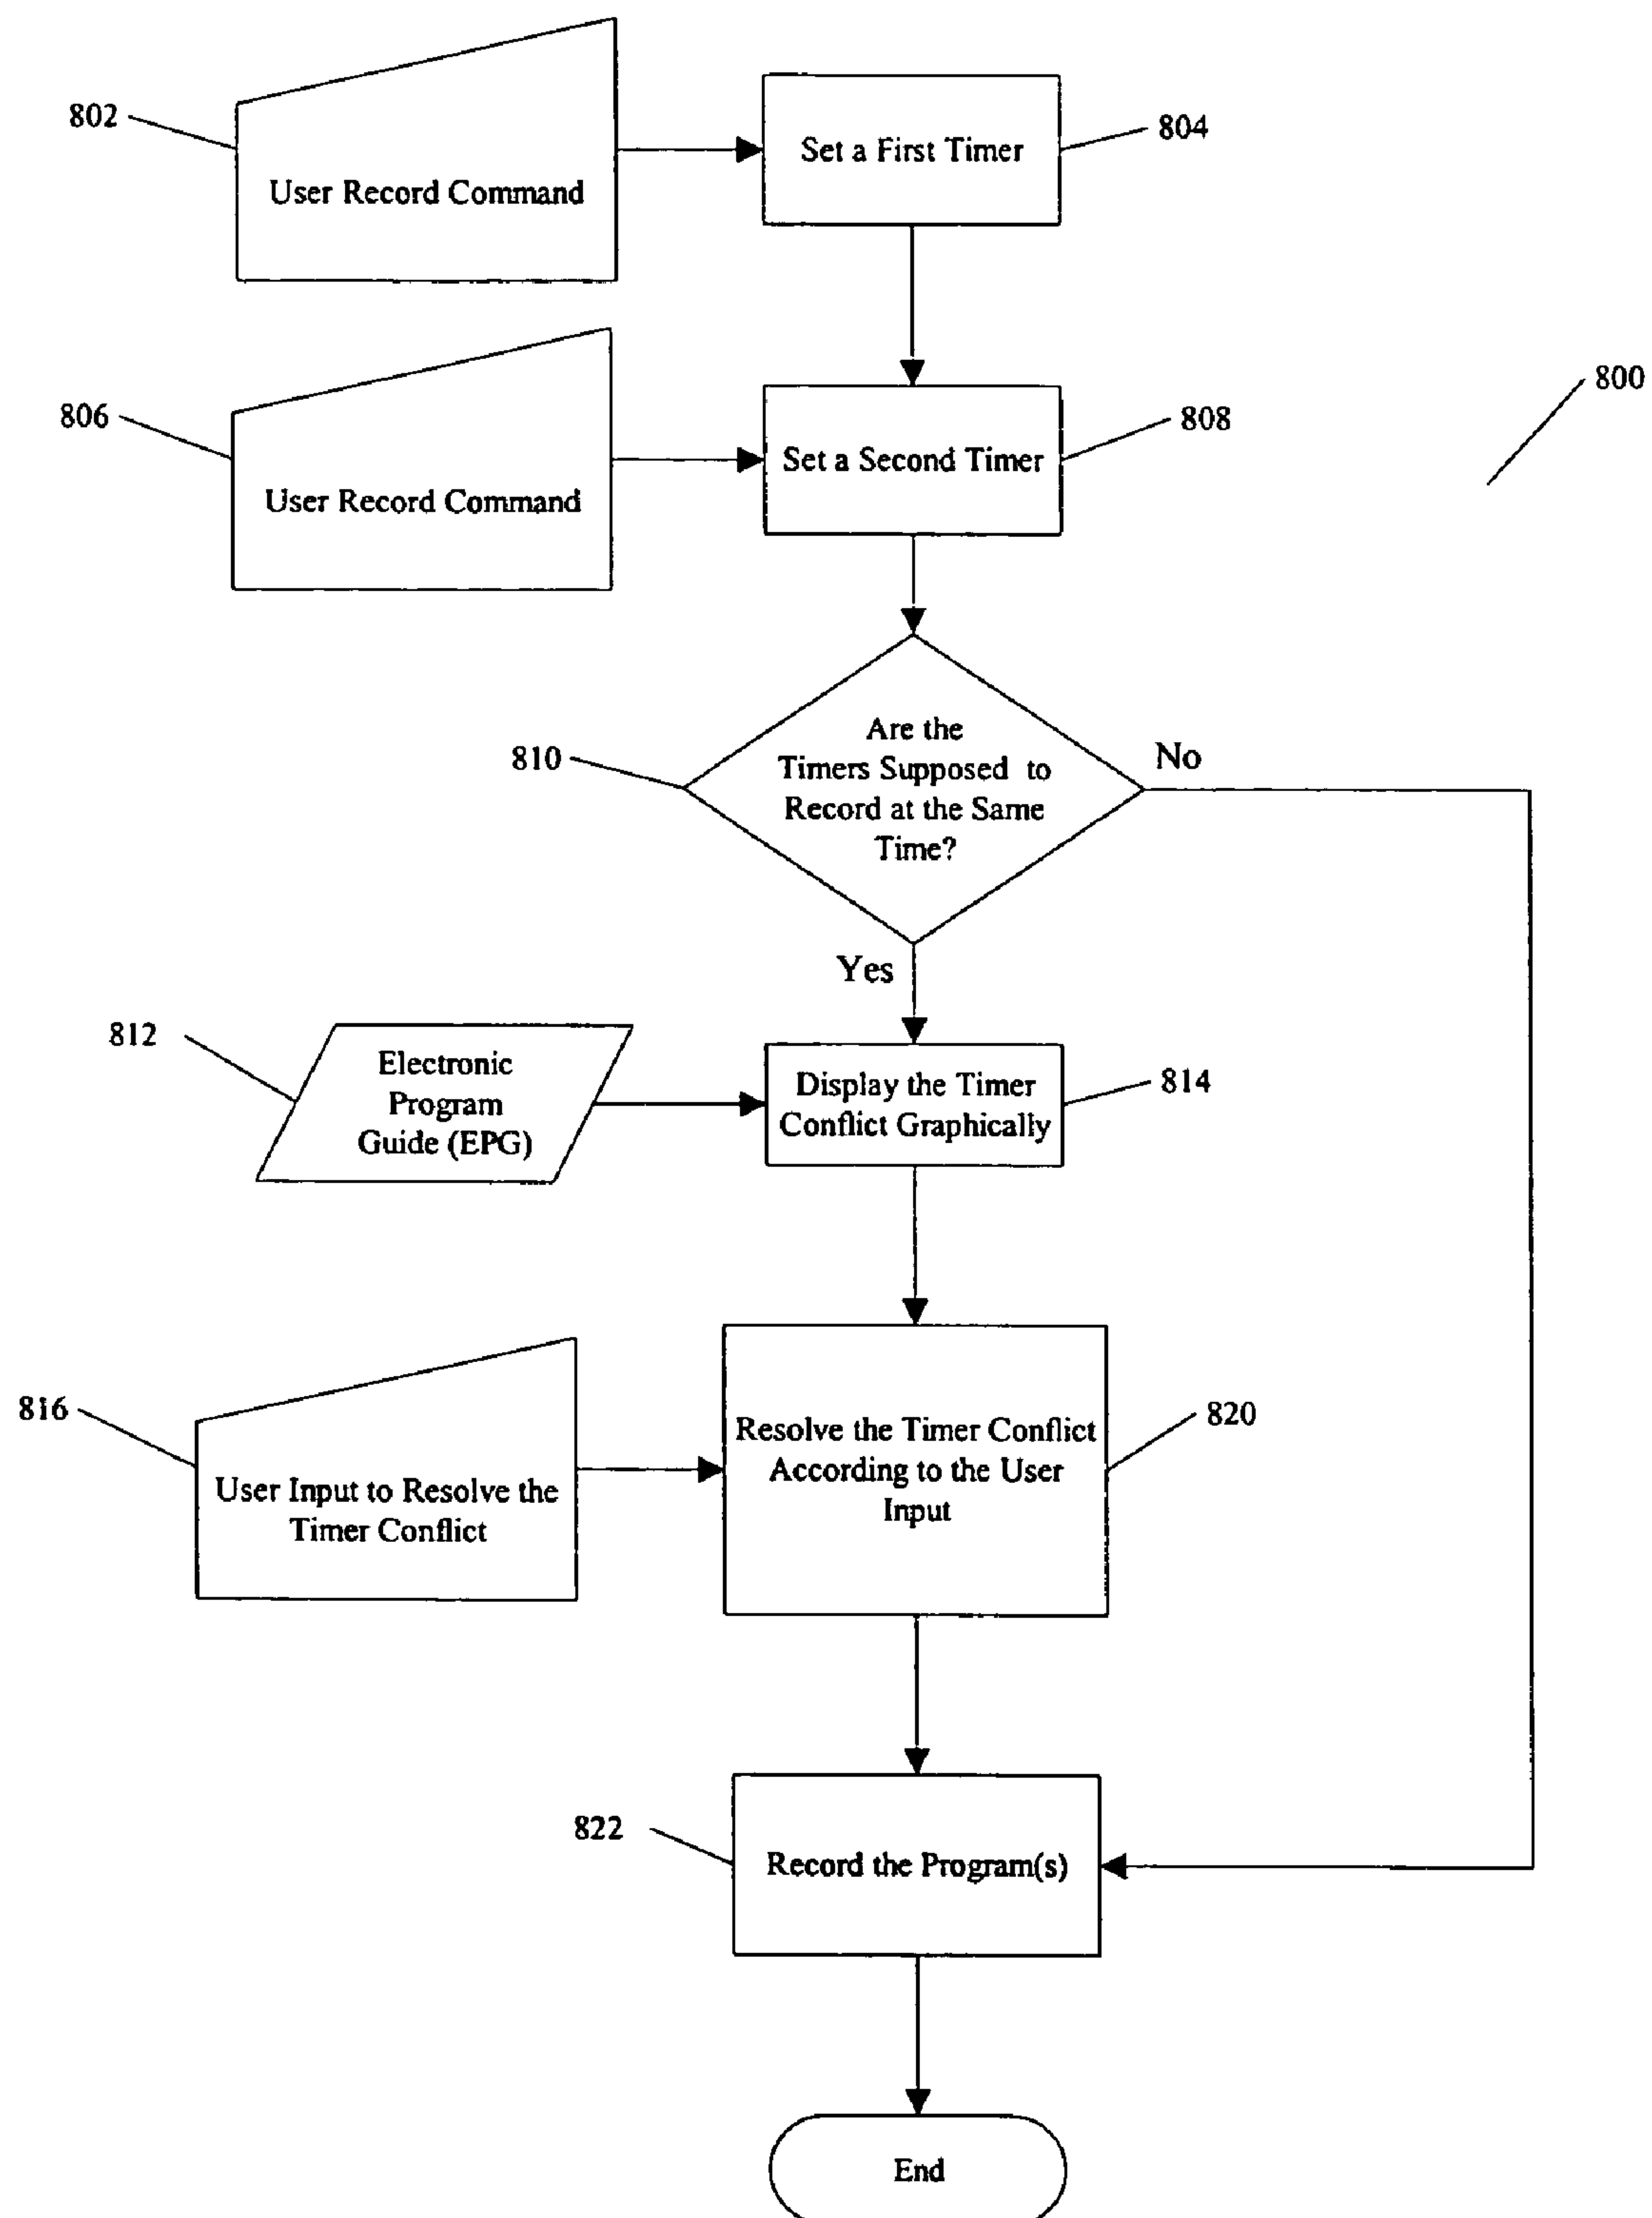 802
User Record Command
Set a First Timer
804
806
User Record Command
Set a Second Timer
808
800
810
Are the
Timers Supposed to
Record at the Same
Time?
No
Yes
812
Electronic
Program
Guide (EPG)
Display the Timer
Conflict Graphically
814
816
User Input to Resolve the
Timer Conflict
Resolve the Timer Conflict
According to the User
Input
820
822
Record the Program(s)
End